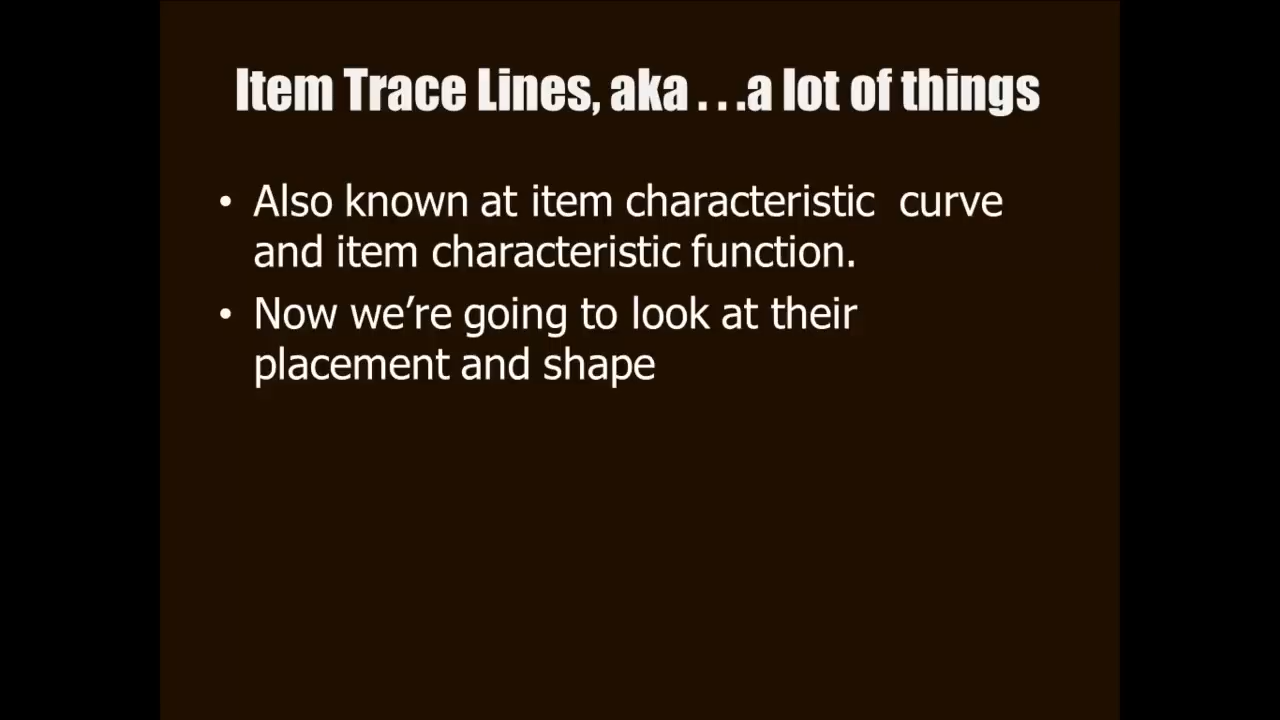 Item Trace Lines, aka . . .a lot of things
• Also known at item characteristic  curve
and item characteristic function.
• Now we’re going to look at their
placement and shape